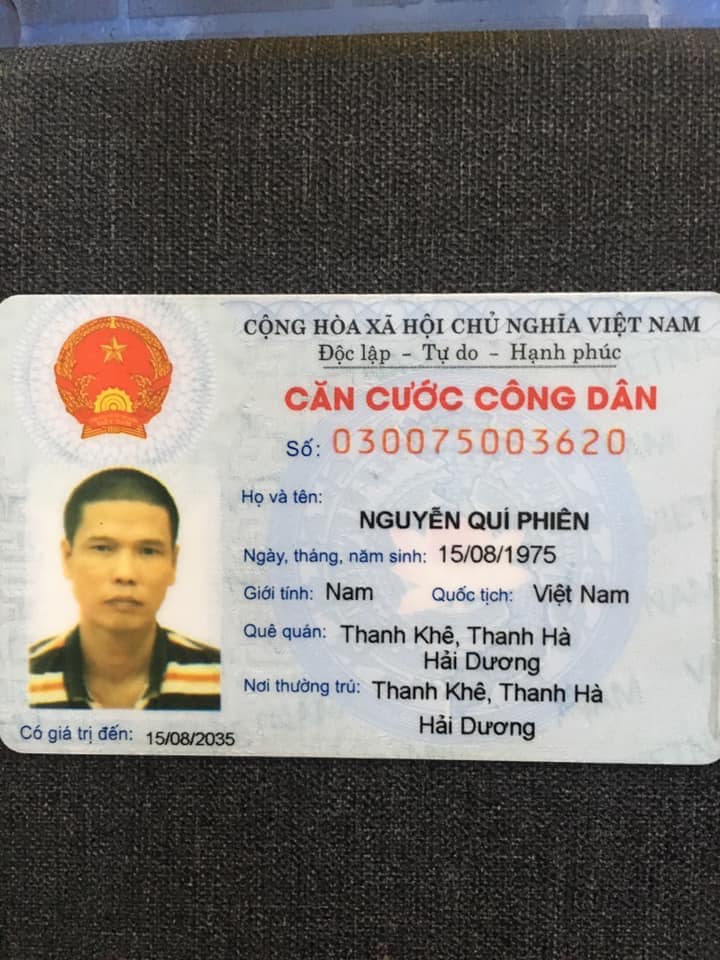 CỘNG HÒA XÃ HỘI CHỦ NGHĨA VIỆT NAM
Độc lập - Tự do - Hạnh phúc
CĂN CƯỚC CÔNG DÂN
Số: 030075003620
Họ và tên:
NGUYỄN QUÍ PHIÊN
Ngày, tháng, năm sinh: 15/08/1975
Giới tính: Nam Quốc tịch: Việt Nam
Quê quán: Thanh Khê, Thanh Hà
Hải Dương
Nơi thường trú: Thanh Khê, Thanh Hà
Hải Dương
Có giá trị đến: 15/08/2035